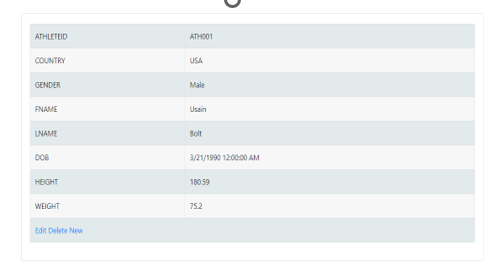 ATHLETEID ATH001
COUNTRY USA
GENDER Male
FNAME Usain
LNAME Bolt
DOB 3/21/1990 12:00:00 AM
HEIGHT 180.59
WEIGHT 75.2
Edit Delete New